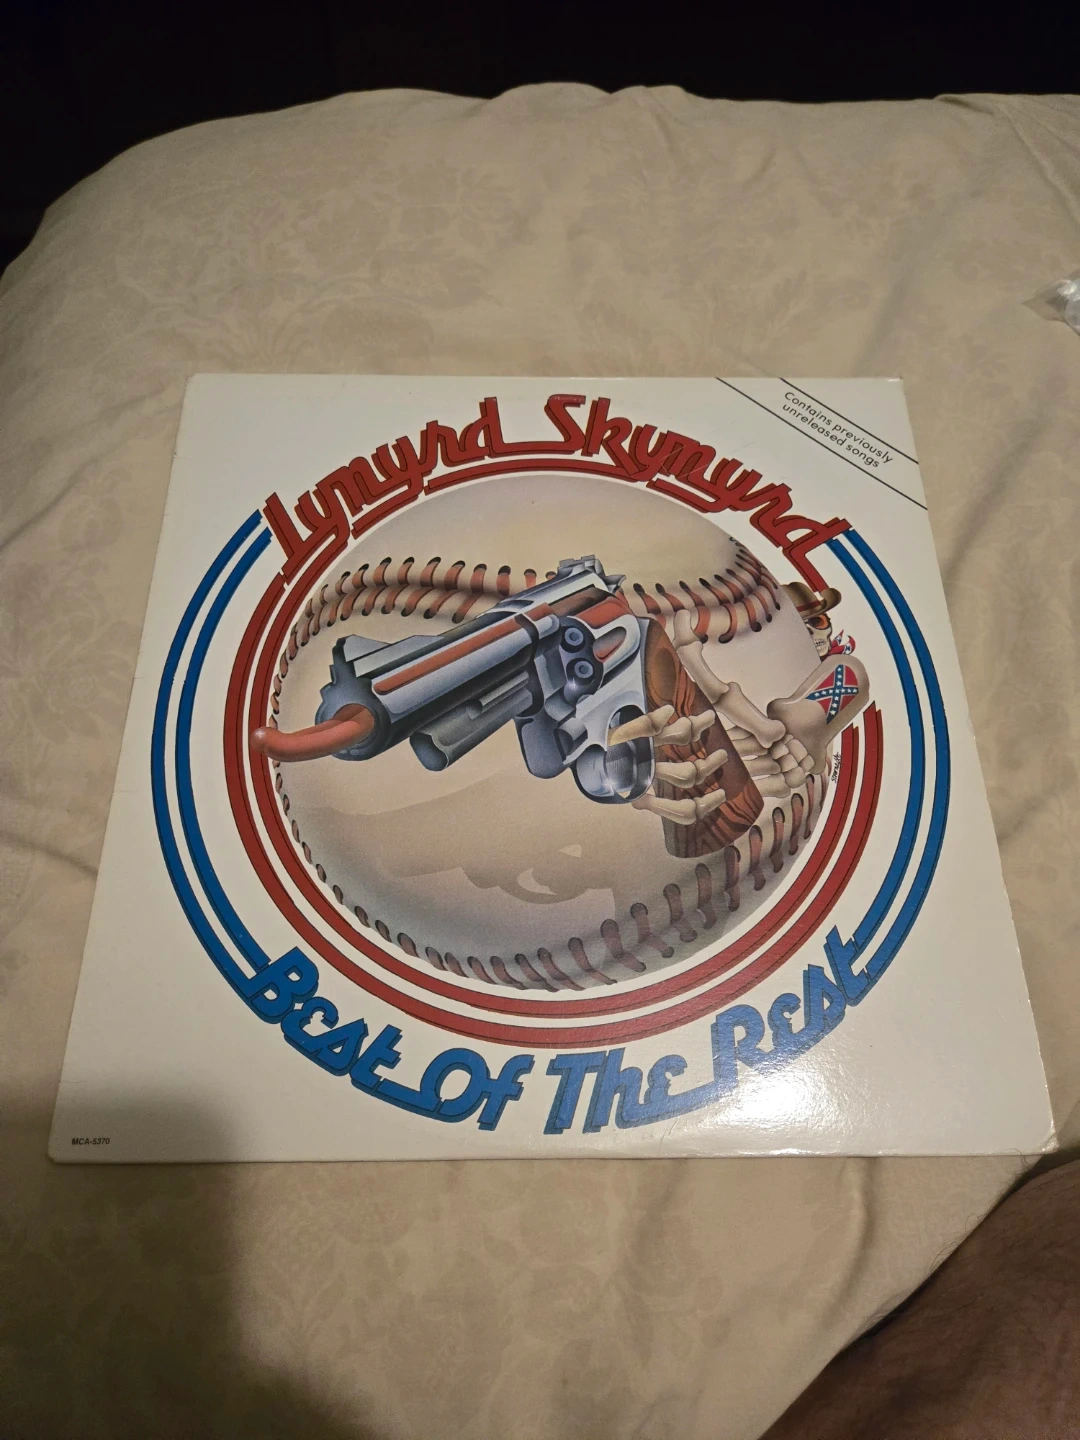 Lynyrd Skynyrd
Contains previously
unreleased songs
Best Of The Rest
MCA-5370